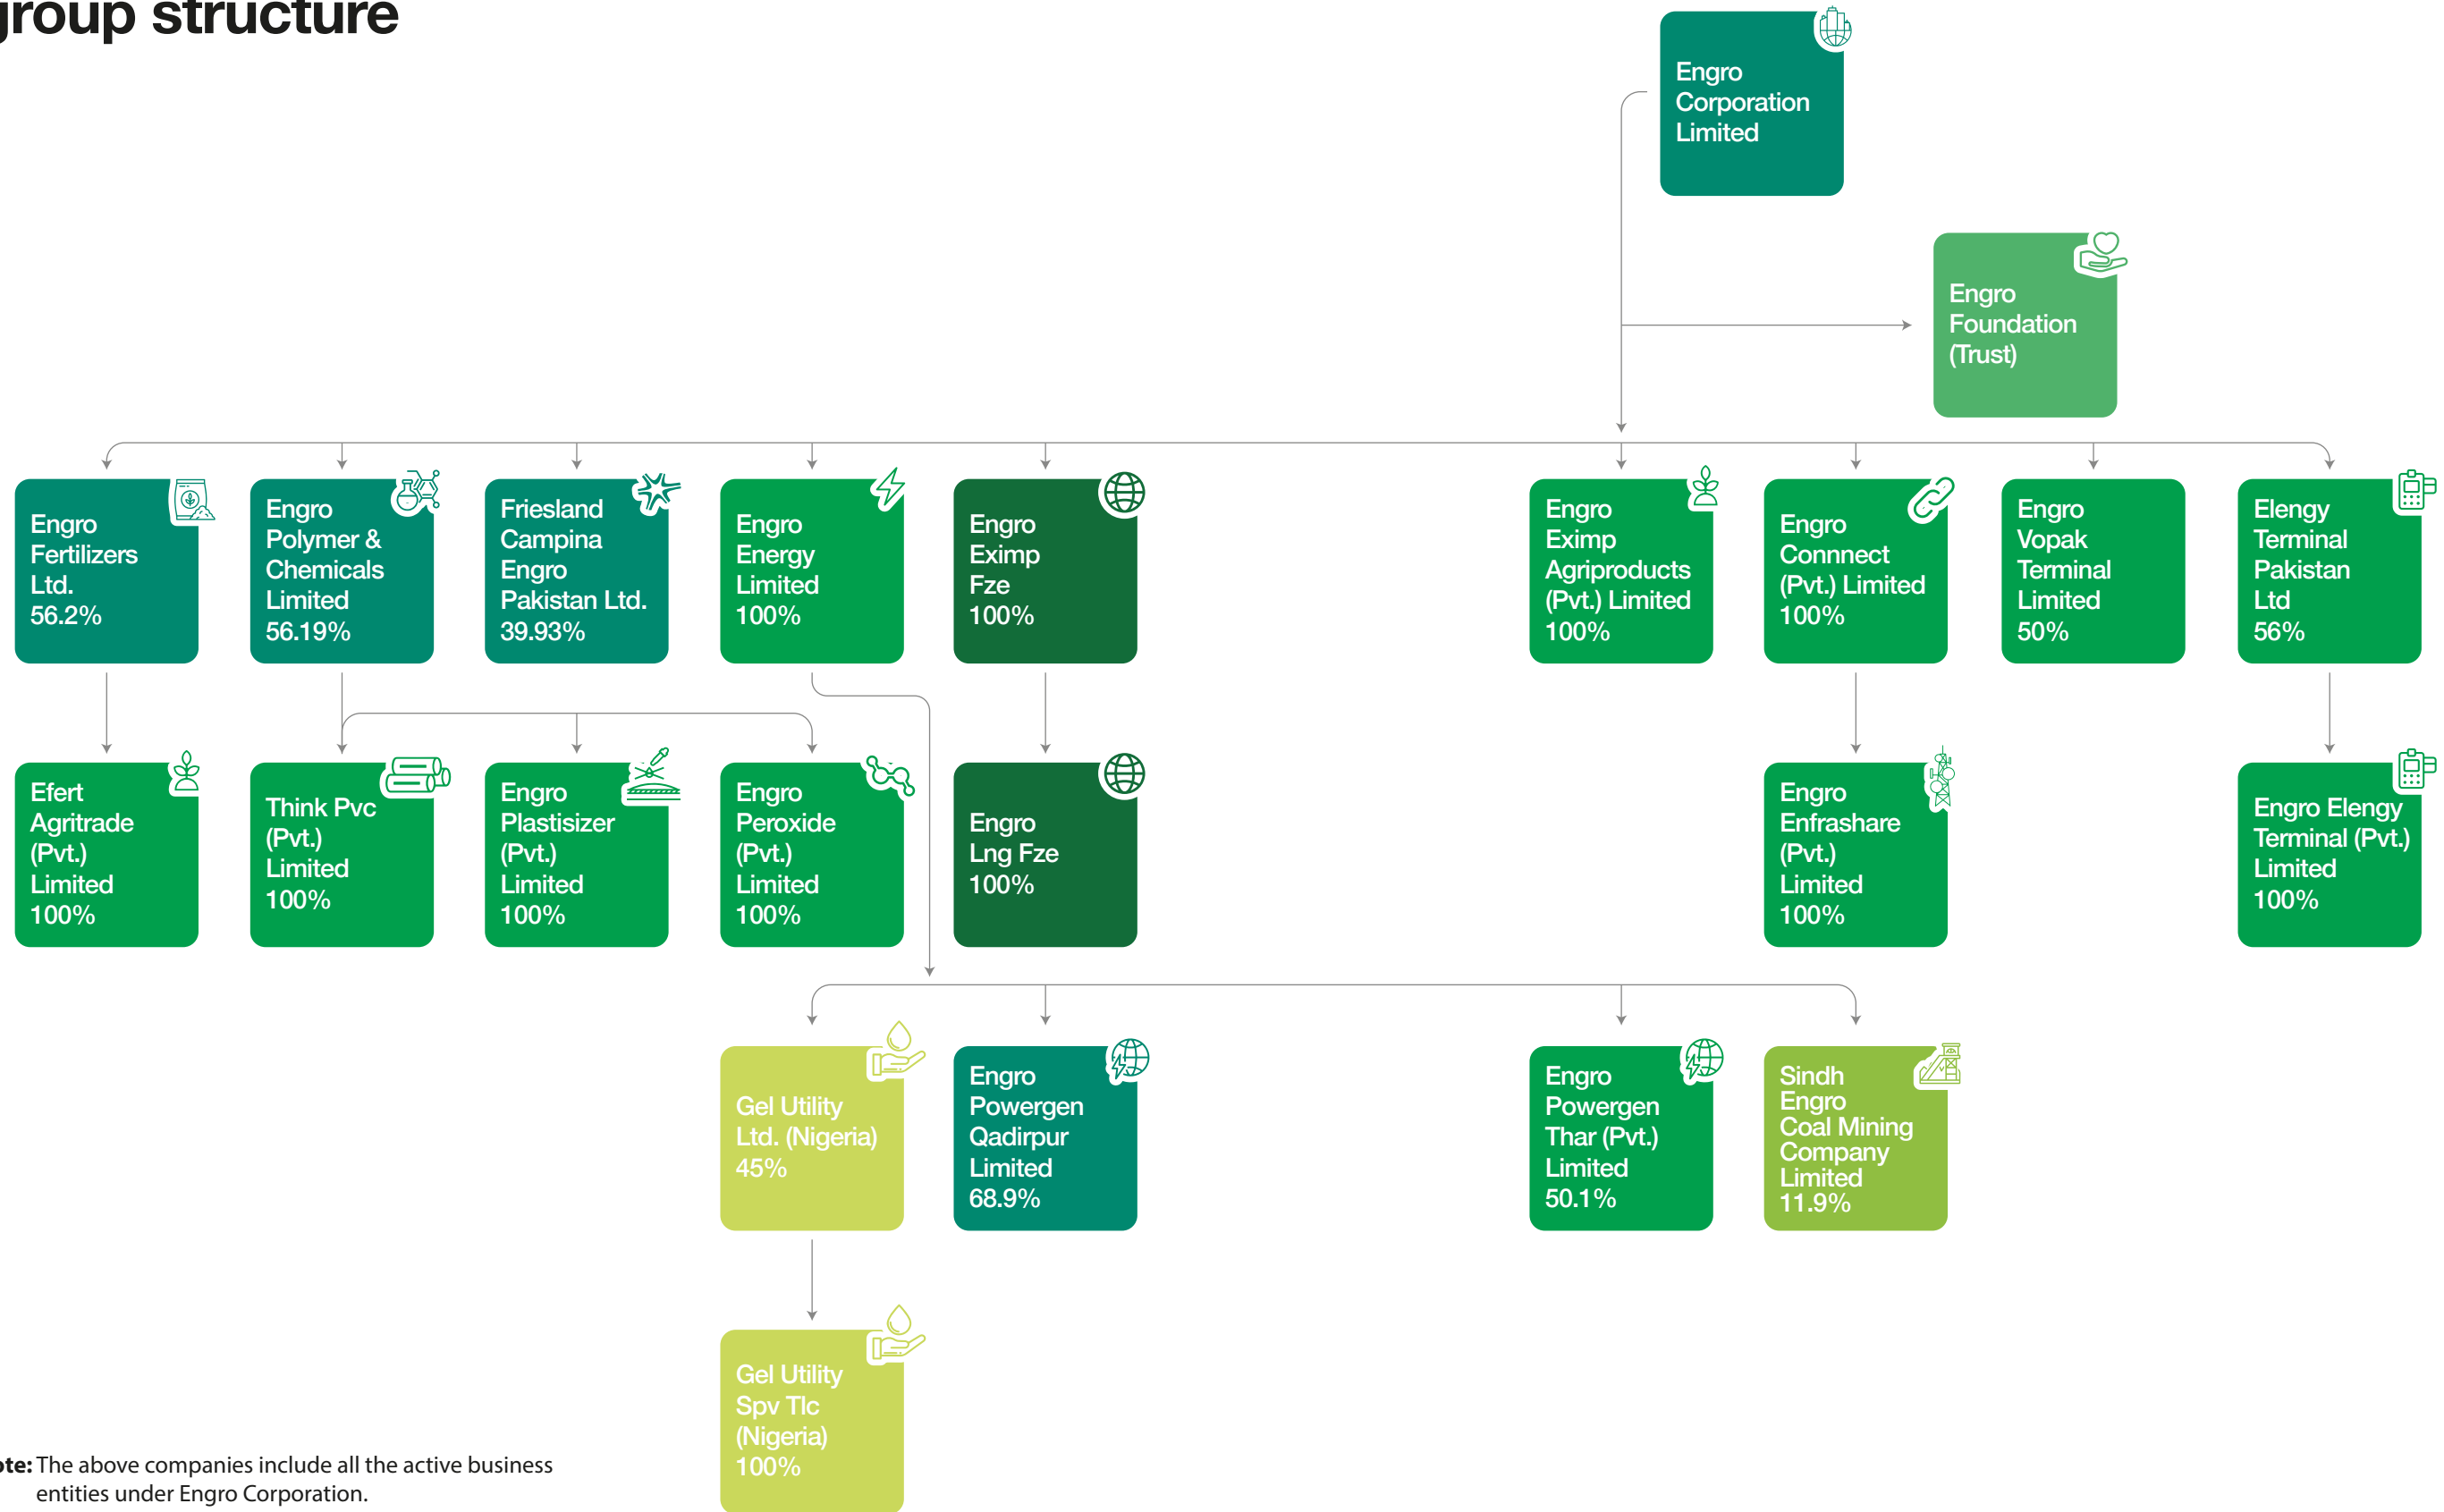 group structure
Engro
Corporation
Limited
Engro
Foundation
(Trust)
Engro
Fertilizers
Ltd.
56.2%
Engro
Polymer &
Chemicals
Limited
56.19%
Friesland
Campina
Engro
Pakistan Ltd.
39.93%
Engro
Energy
Limited
100%
Engro
Eximp
Fze
100%
Engro
Eximp
Agriproducts
(Pvt.) Limited
100%
Engro
Connnect
(Pvt.) Limited
100%
Engro
Vopak
Terminal
Limited
50%
Elengy
Terminal
Pakistan
Ltd
56%
Efert
Agritrade
(Pvt.)
Limited
100%
Think Pvc
(Pvt.)
Limited
100%
Engro
Plastisizer
(Pvt.)
Limited
100%
Engro
Peroxide
(Pvt.)
Limited
100%
Engro
Lng Fze
100%
Engro
Enfrashare
(Pvt.)
Limited
100%
Engro Elengy
Terminal (Pvt.)
Limited
100%
Gel Utility
Ltd. (Nigeria)
45%
Engro
Powergen
Qadirpur
Limited
68.9%
Engro
Powergen
Thar (Pvt.)
Limited
50.1%
Sindh
Engro
Coal Mining
Company
Limited
11.9%
Gel Utility
Spv Tlc
(Nigeria)
100%
ote: The above companies include all the active business
entities under Engro Corporation.